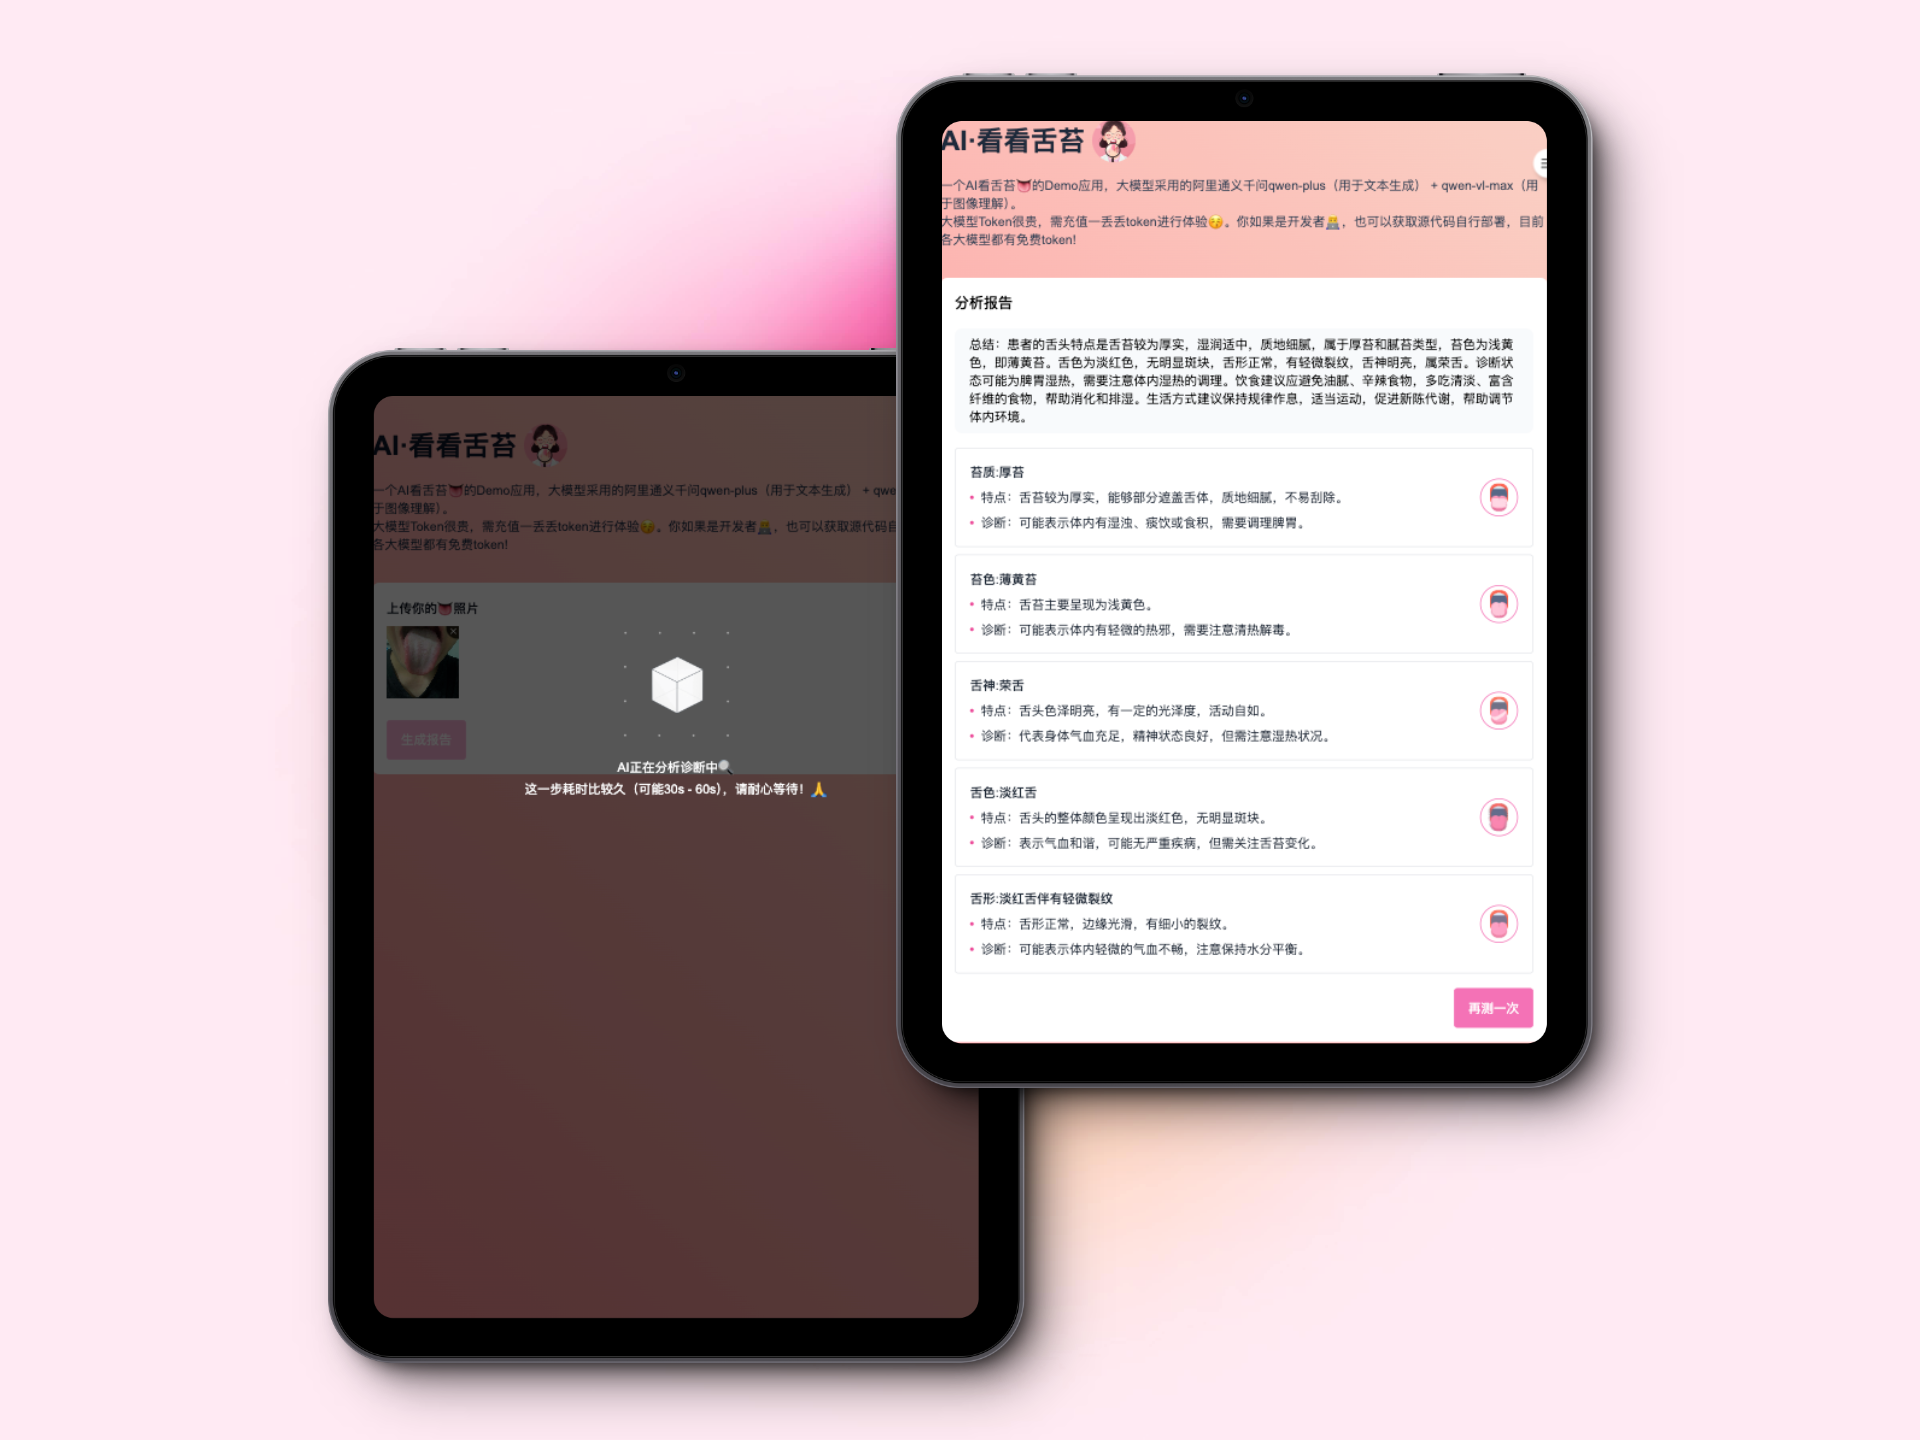 AI·看看舌苔
一个AI看舌苔👅的Demo应用，大模型采用的阿里通义千问qwen-plus（用于文本生成） + qwe
于图像理解）。
大模型Token很贵，需充值一丢丢token进行体验😚。你如果是开发者👨‍💻，也可以获取源代码自
各大模型都有免费token!
上传你的👅照片
生成报告
AI正在分析诊断中🔍
这一步耗时比较久（可能30s - 60s），请耐心等待！🙏
AI·看看舌苔
一个AI看舌苔👅的Demo应用，大模型采用的阿里通义千问qwen-plus（用于文本生成） + qwen-vl-max（用
于图像理解）。
大模型Token很贵，需充值一丢丢token进行体验😚。你如果是开发者👨‍💻，也可以获取源代码自行部署，目前
各大模型都有免费token!
分析报告
总结：患者的舌头特点是舌苔较为厚实，湿润适中，质地细腻，属于厚苔和腻苔类型，苔色为浅黄
色，即薄黄苔。舌色为淡红色，无明显斑块，舌形正常，有轻微裂纹，舌神明亮，属荣舌。诊断状
态可能为脾胃湿热，需要注意体内湿热的调理。饮食建议应避免油腻、辛辣食物，多吃清淡、富含
纤维的食物，帮助消化和排湿。生活方式建议保持规律作息，适当运动，促进新陈代谢，帮助调节
体内环境。
苔质:厚苔
• 特点：舌苔较为厚实，能够部分遮盖舌体，质地细腻，不易刮除。
• 诊断：可能表示体内有湿浊、痰饮或食积，需要调理脾胃。
苔色:薄黄苔
• 特点：舌苔主要呈现为浅黄色。
• 诊断：可能表示体内有轻微的热邪，需要注意清热解毒。
舌神:荣舌
• 特点：舌头色泽明亮，有一定的光泽度，活动自如。
• 诊断：代表身体气血充足，精神状态良好，但需注意湿热状况。
舌色:淡红舌
• 特点：舌头的整体颜色呈现出淡红色，无明显斑块。
• 诊断：表示气血和谐，可能无严重疾病，但需关注舌苔变化。
舌形:淡红舌伴有轻微裂纹
• 特点：舌形正常，边缘光滑，有细小的裂纹。
• 诊断：可能表示体内轻微的气血不畅，注意保持水分平衡。
再测一次